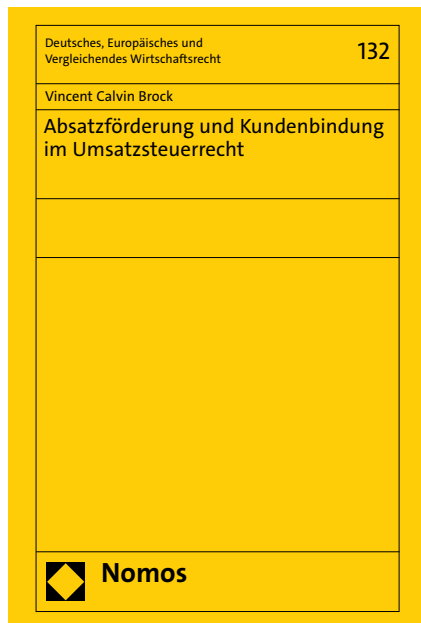 Deutsches, Europäisches und
Vergleichendes Wirtschaftsrecht
132
Vincent Calvin Brock
Absatzförderung und Kundenbindung
im Umsatzsteuerrecht
Nomos